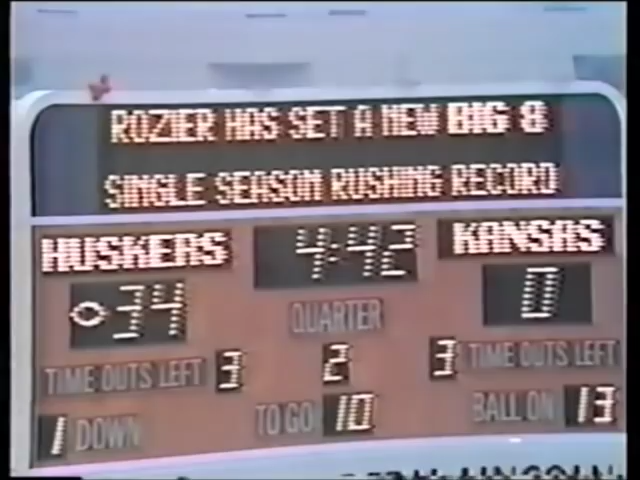 ROZIER HAS SET A NEW BIG 8
SINGLE SEASON RUSHING RECORD
HUSKERS 4:42 KANSAS
34 QUARTER 0
TIME OUTS LEFT 3 2 3 TIME OUTS LEFT
1 DOWN TO GO 10 BALL ON 13
LINCOLN